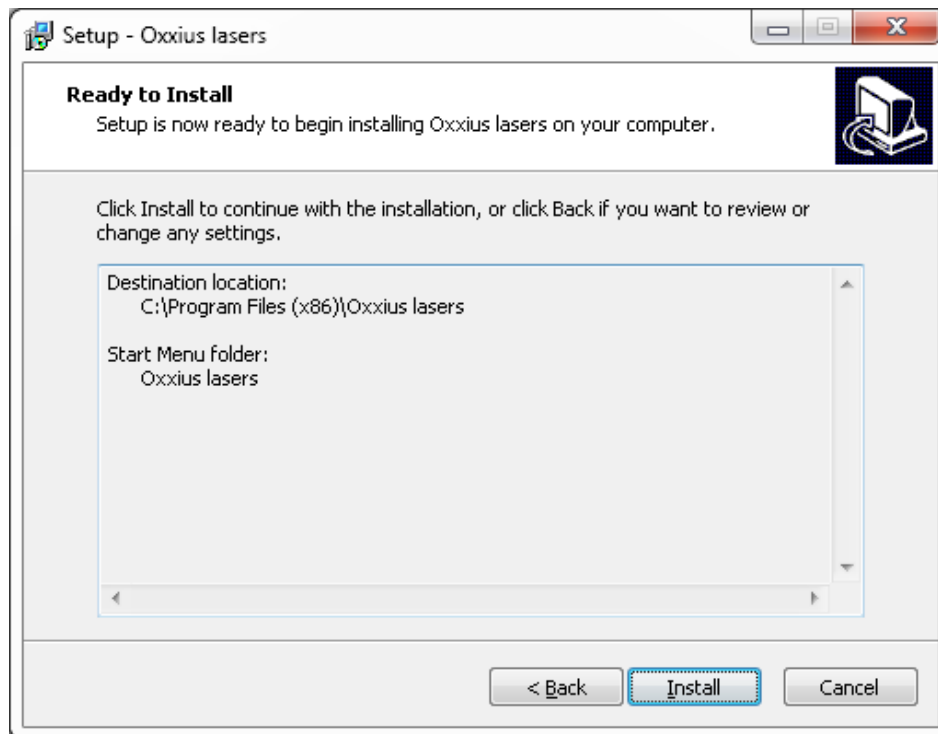 Setup - Oxxius lasers
Ready to Install
Setup is now ready to begin installing Oxxius lasers on your computer.
Click Install to continue with the installation, or click Back if you want to review or
change any settings.
Destination location:
C:\Program Files (x86)\Oxxius lasers
Start Menu folder:
Oxxius lasers
< Back Install Cancel